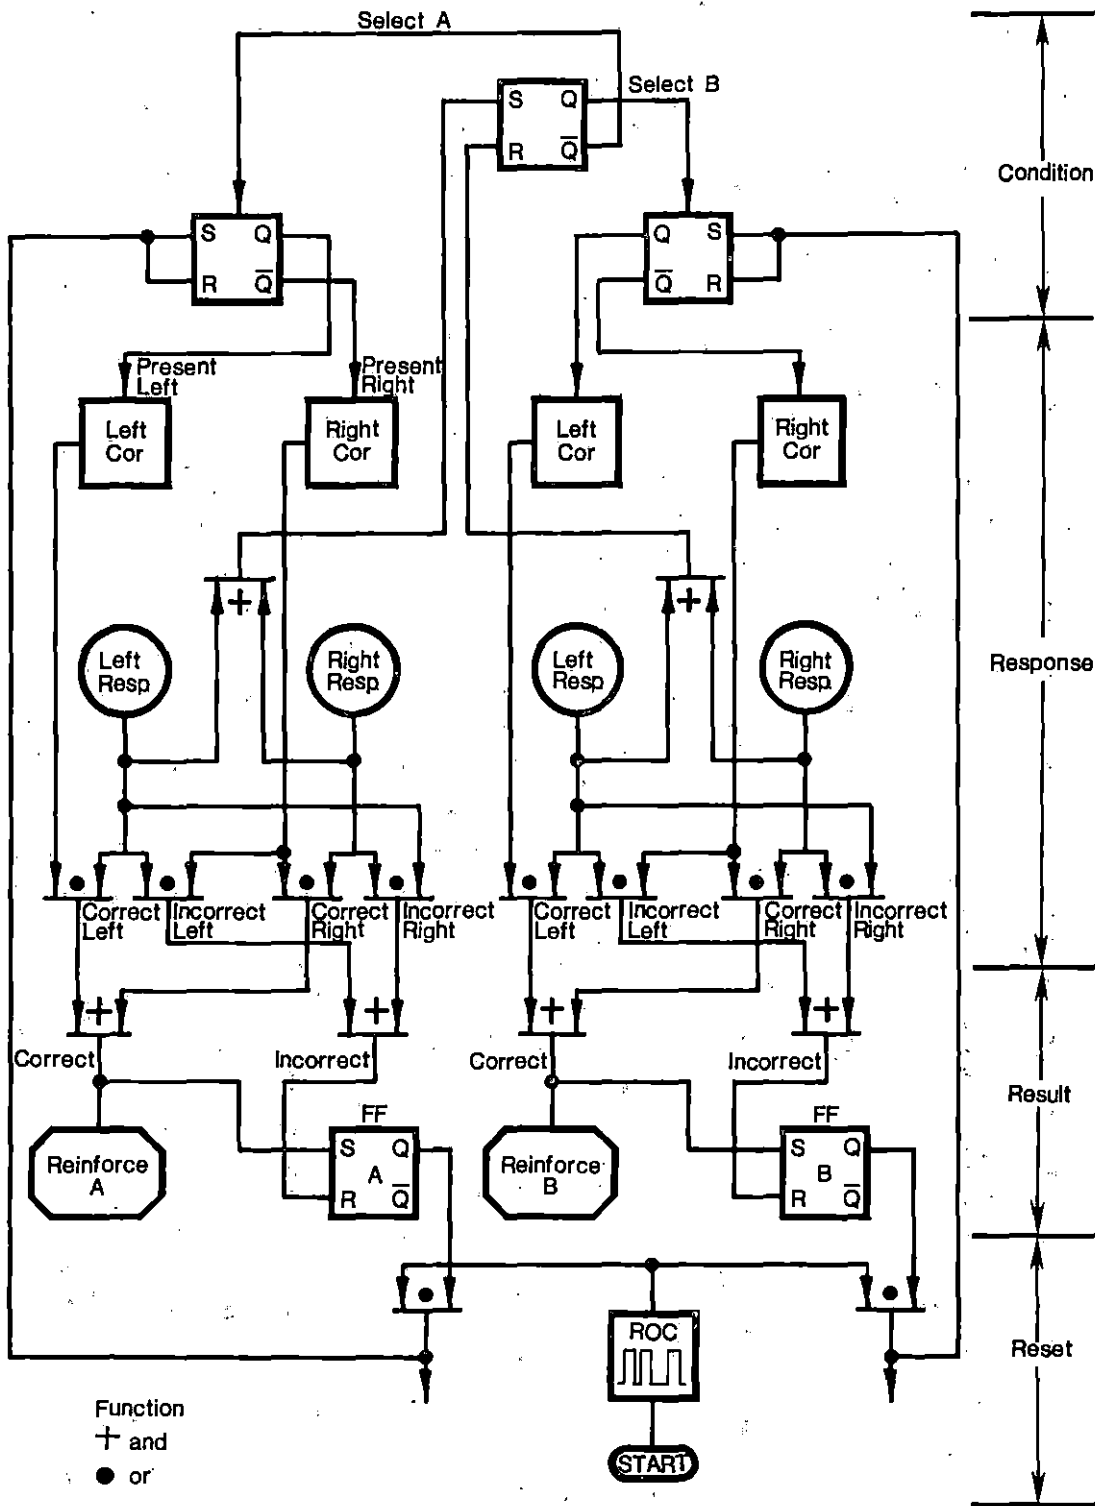 Select A
Select B
S Q
R Q̅
Condition
S Q
R Q̅
Q S
Q̅ R
Present
Left
Present
Right
Left
Cor
Right
Cor
Left
Cor
Right
Cor
+
+
Left
Resp
Right
Resp
Left
Resp
Right
Resp
Response
Correct
Left
Incorrect
Left
Correct
Right
Incorrect
Right
Correct
Left
Incorrect
Left
Correct
Right
Incorrect
Right
+
+
+
+
Correct
Incorrect
Correct
Incorrect
Result
Reinforce
A
FF
S Q
A
R Q̅
Reinforce
B
FF
S Q
B
R Q̅
ROC
Reset
START
Function
+ and
● or